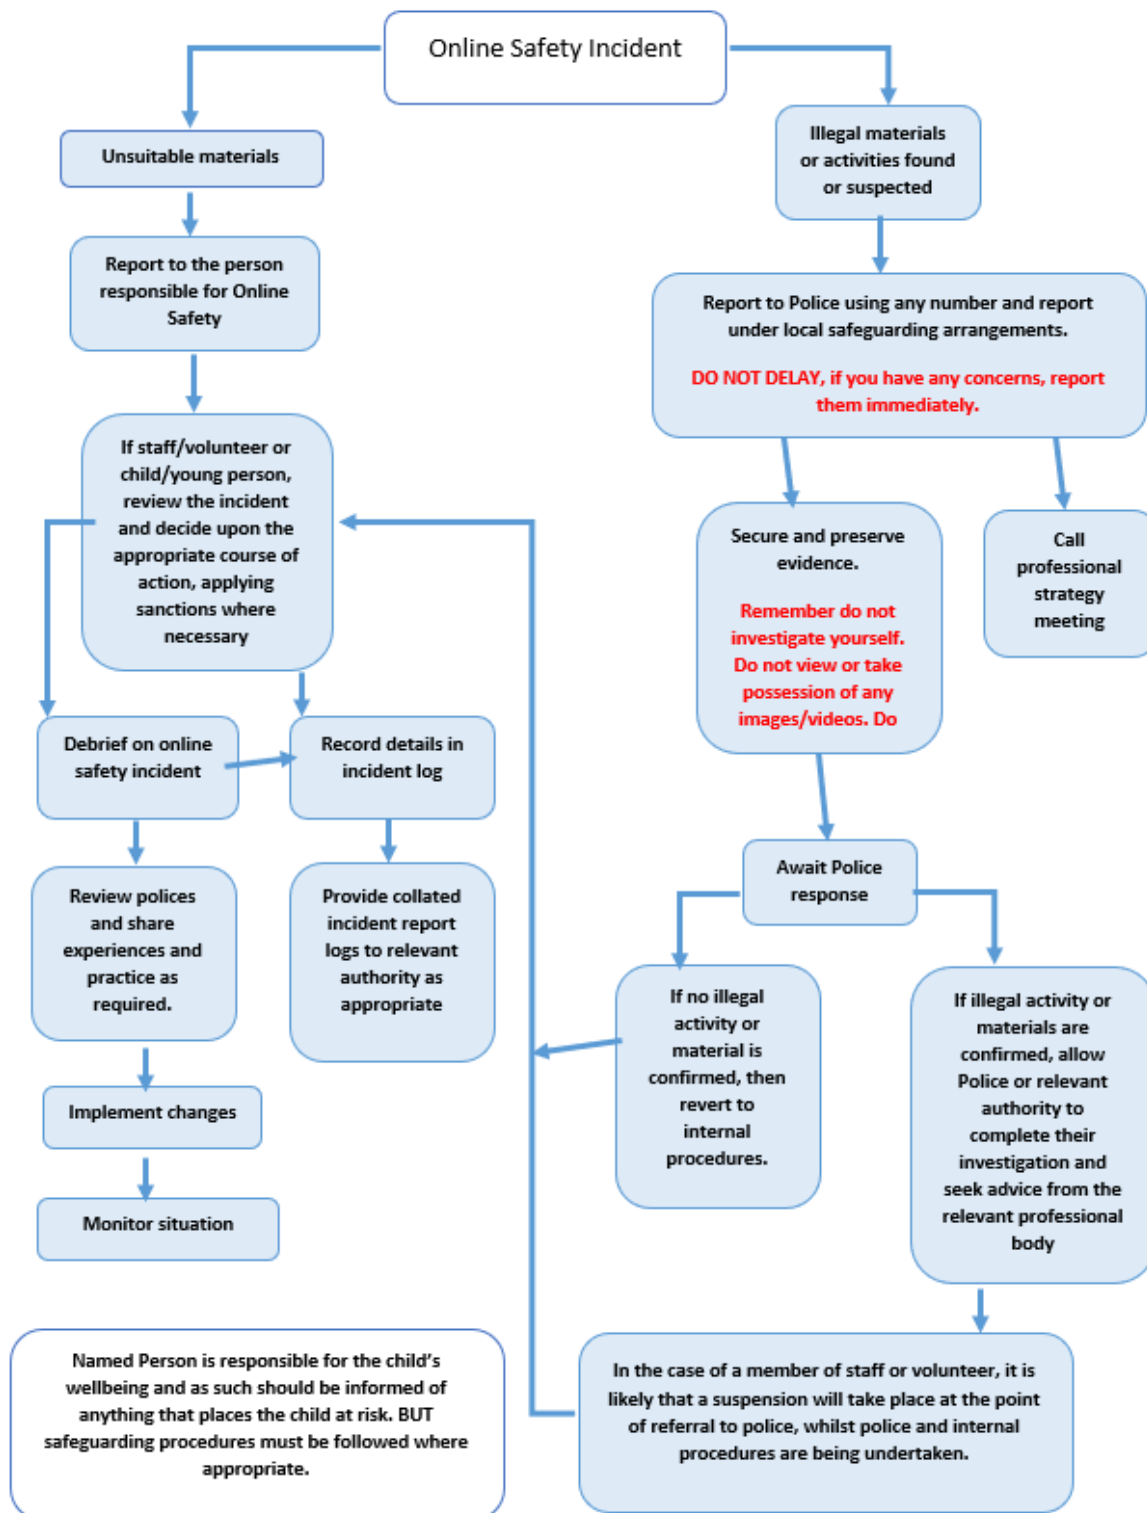 Online Safety Incident
Unsuitable materials
Report to the person
responsible for Online
Safety
If staff/volunteer or
child/young person,
review the incident
and decide upon the
appropriate course of
action, applying
sanctions where
necessary
Debrief on online
safety incident
Record details in
incident log
Review polices
and share
experiences and
practice as
required.
Provide collated
incident report
logs to relevant
authority as
appropriate
Implement changes
Monitor situation
Named Person is responsible for the child’s
wellbeing and as such should be informed of
anything that places the child at risk. BUT
safeguarding procedures must be followed where
appropriate.
Illegal materials
or activities found
or suspected
Report to Police using any number and report
under local safeguarding arrangements.
DO NOT DELAY, if you have any concerns, report
them immediately.
Secure and preserve
evidence.
Remember do not
investigate yourself.
Do not view or take
possession of any
images/videos. Do
Call
professional
strategy
meeting
Await Police
response
If no illegal
activity or
material is
confirmed, then
revert to
internal
procedures.
If illegal activity or
materials are
confirmed, allow
Police or relevant
authority to
complete their
investigation and
seek advice from the
relevant professional
body
In the case of a member of staff or volunteer, it is
likely that a suspension will take place at the point
of referral to police, whilst police and internal
procedures are being undertaken.